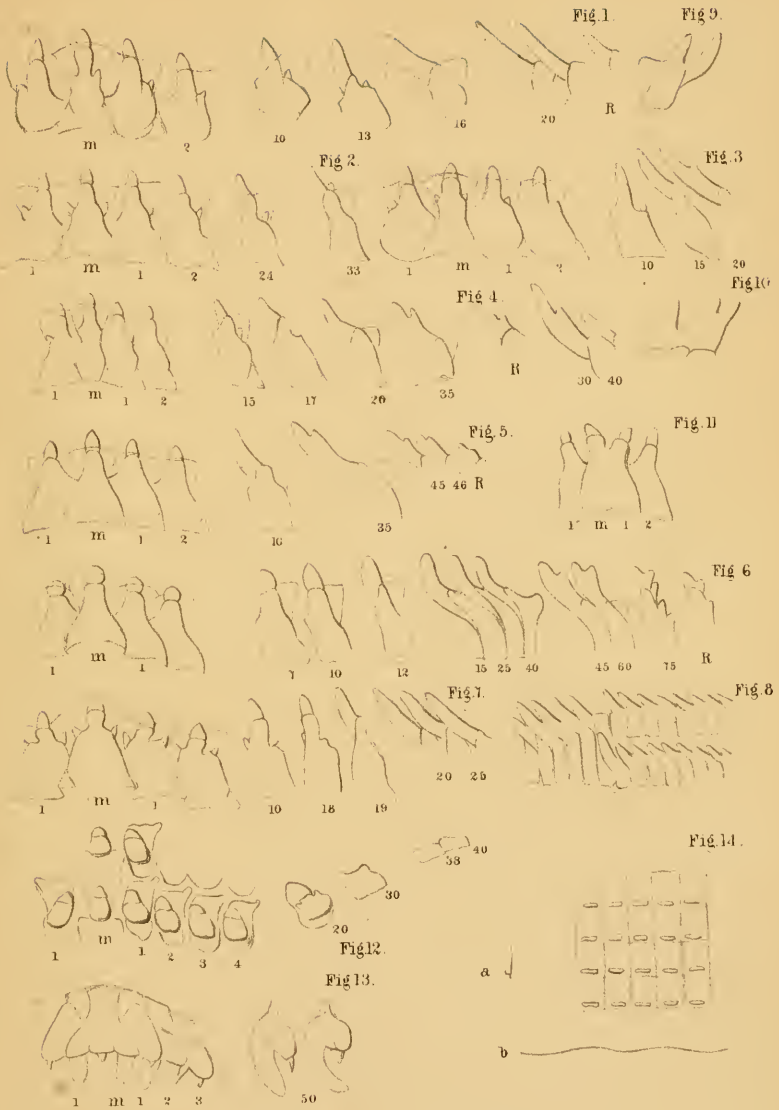 Fig.1. Fig 9.
m 2 10 13 16 20 R
Fig 2. Fig.3
1 m 1 2 24 33 1 m 1 2 10 15 20
Fig 4. Fig.10
1 m 1 2 15 17 26 35 R 30 40
Fig.5. Fig.11
1 m 1 2 10 35 45 46 R 1 m 1 2
Fig 6
1 m 1 7 10 12 15 25 40 45 60 75 R
Fig.7. Fig.8
1 m 1 10 18 19 20 25
Fig.14.
1 m 1 2 3 4 20 30 38 40
Fig.12.
Fig.13.
a
b
1 m 1 2 3 50